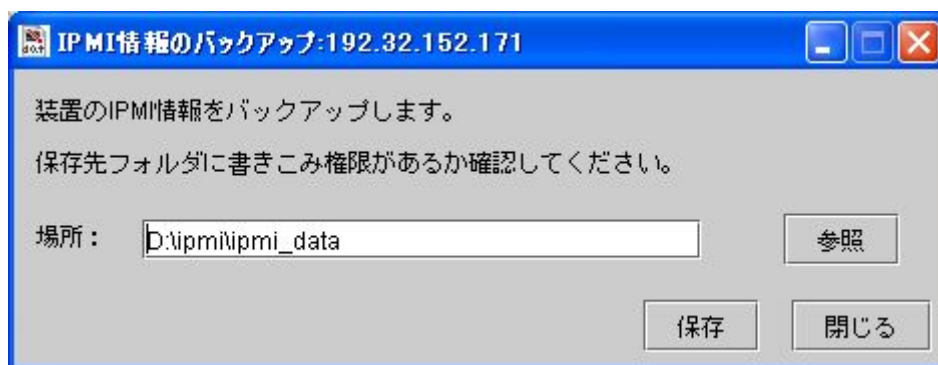 IPMI情報のバックアップ:192.32.152.171
装置のIPMI情報をバックアップします。
保存先フォルダに書きこみ権限があるか確認してください。
場所： D:\ipmi\ipmi_data 参照
保存 閉じる